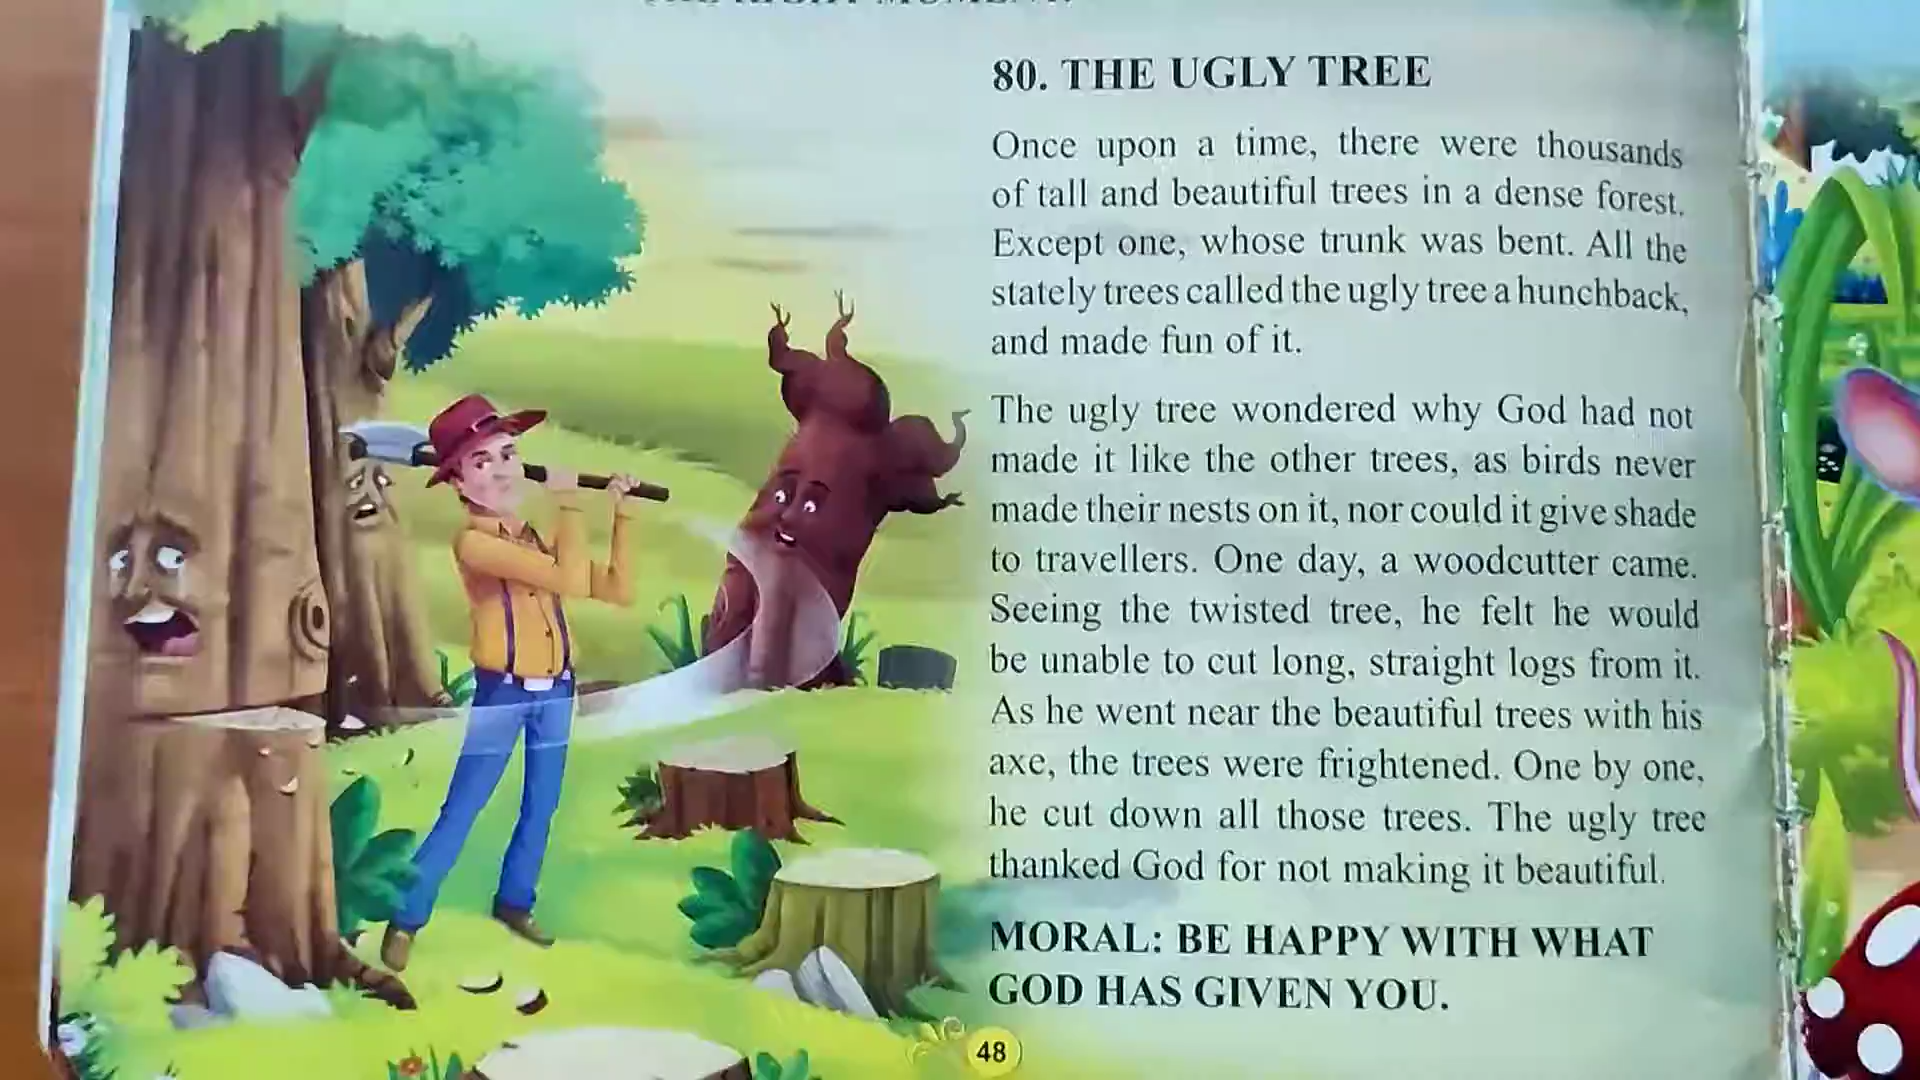 80. THE UGLY TREE
Once upon a time, there were thousands
of tall and beautiful trees in a dense forest.
Except one, whose trunk was bent. All the
stately trees called the ugly tree a hunchback,
and made fun of it.
The ugly tree wondered why God had not
made it like the other trees, as birds never
made their nests on it, nor could it give shade
to travellers. One day, a woodcutter came.
Seeing the twisted tree, he felt he would
be unable to cut long, straight logs from it.
As he went near the beautiful trees with his
axe, the trees were frightened. One by one,
he cut down all those trees. The ugly tree
thanked God for not making it beautiful.
MORAL: BE HAPPY WITH WHAT
GOD HAS GIVEN YOU.
48